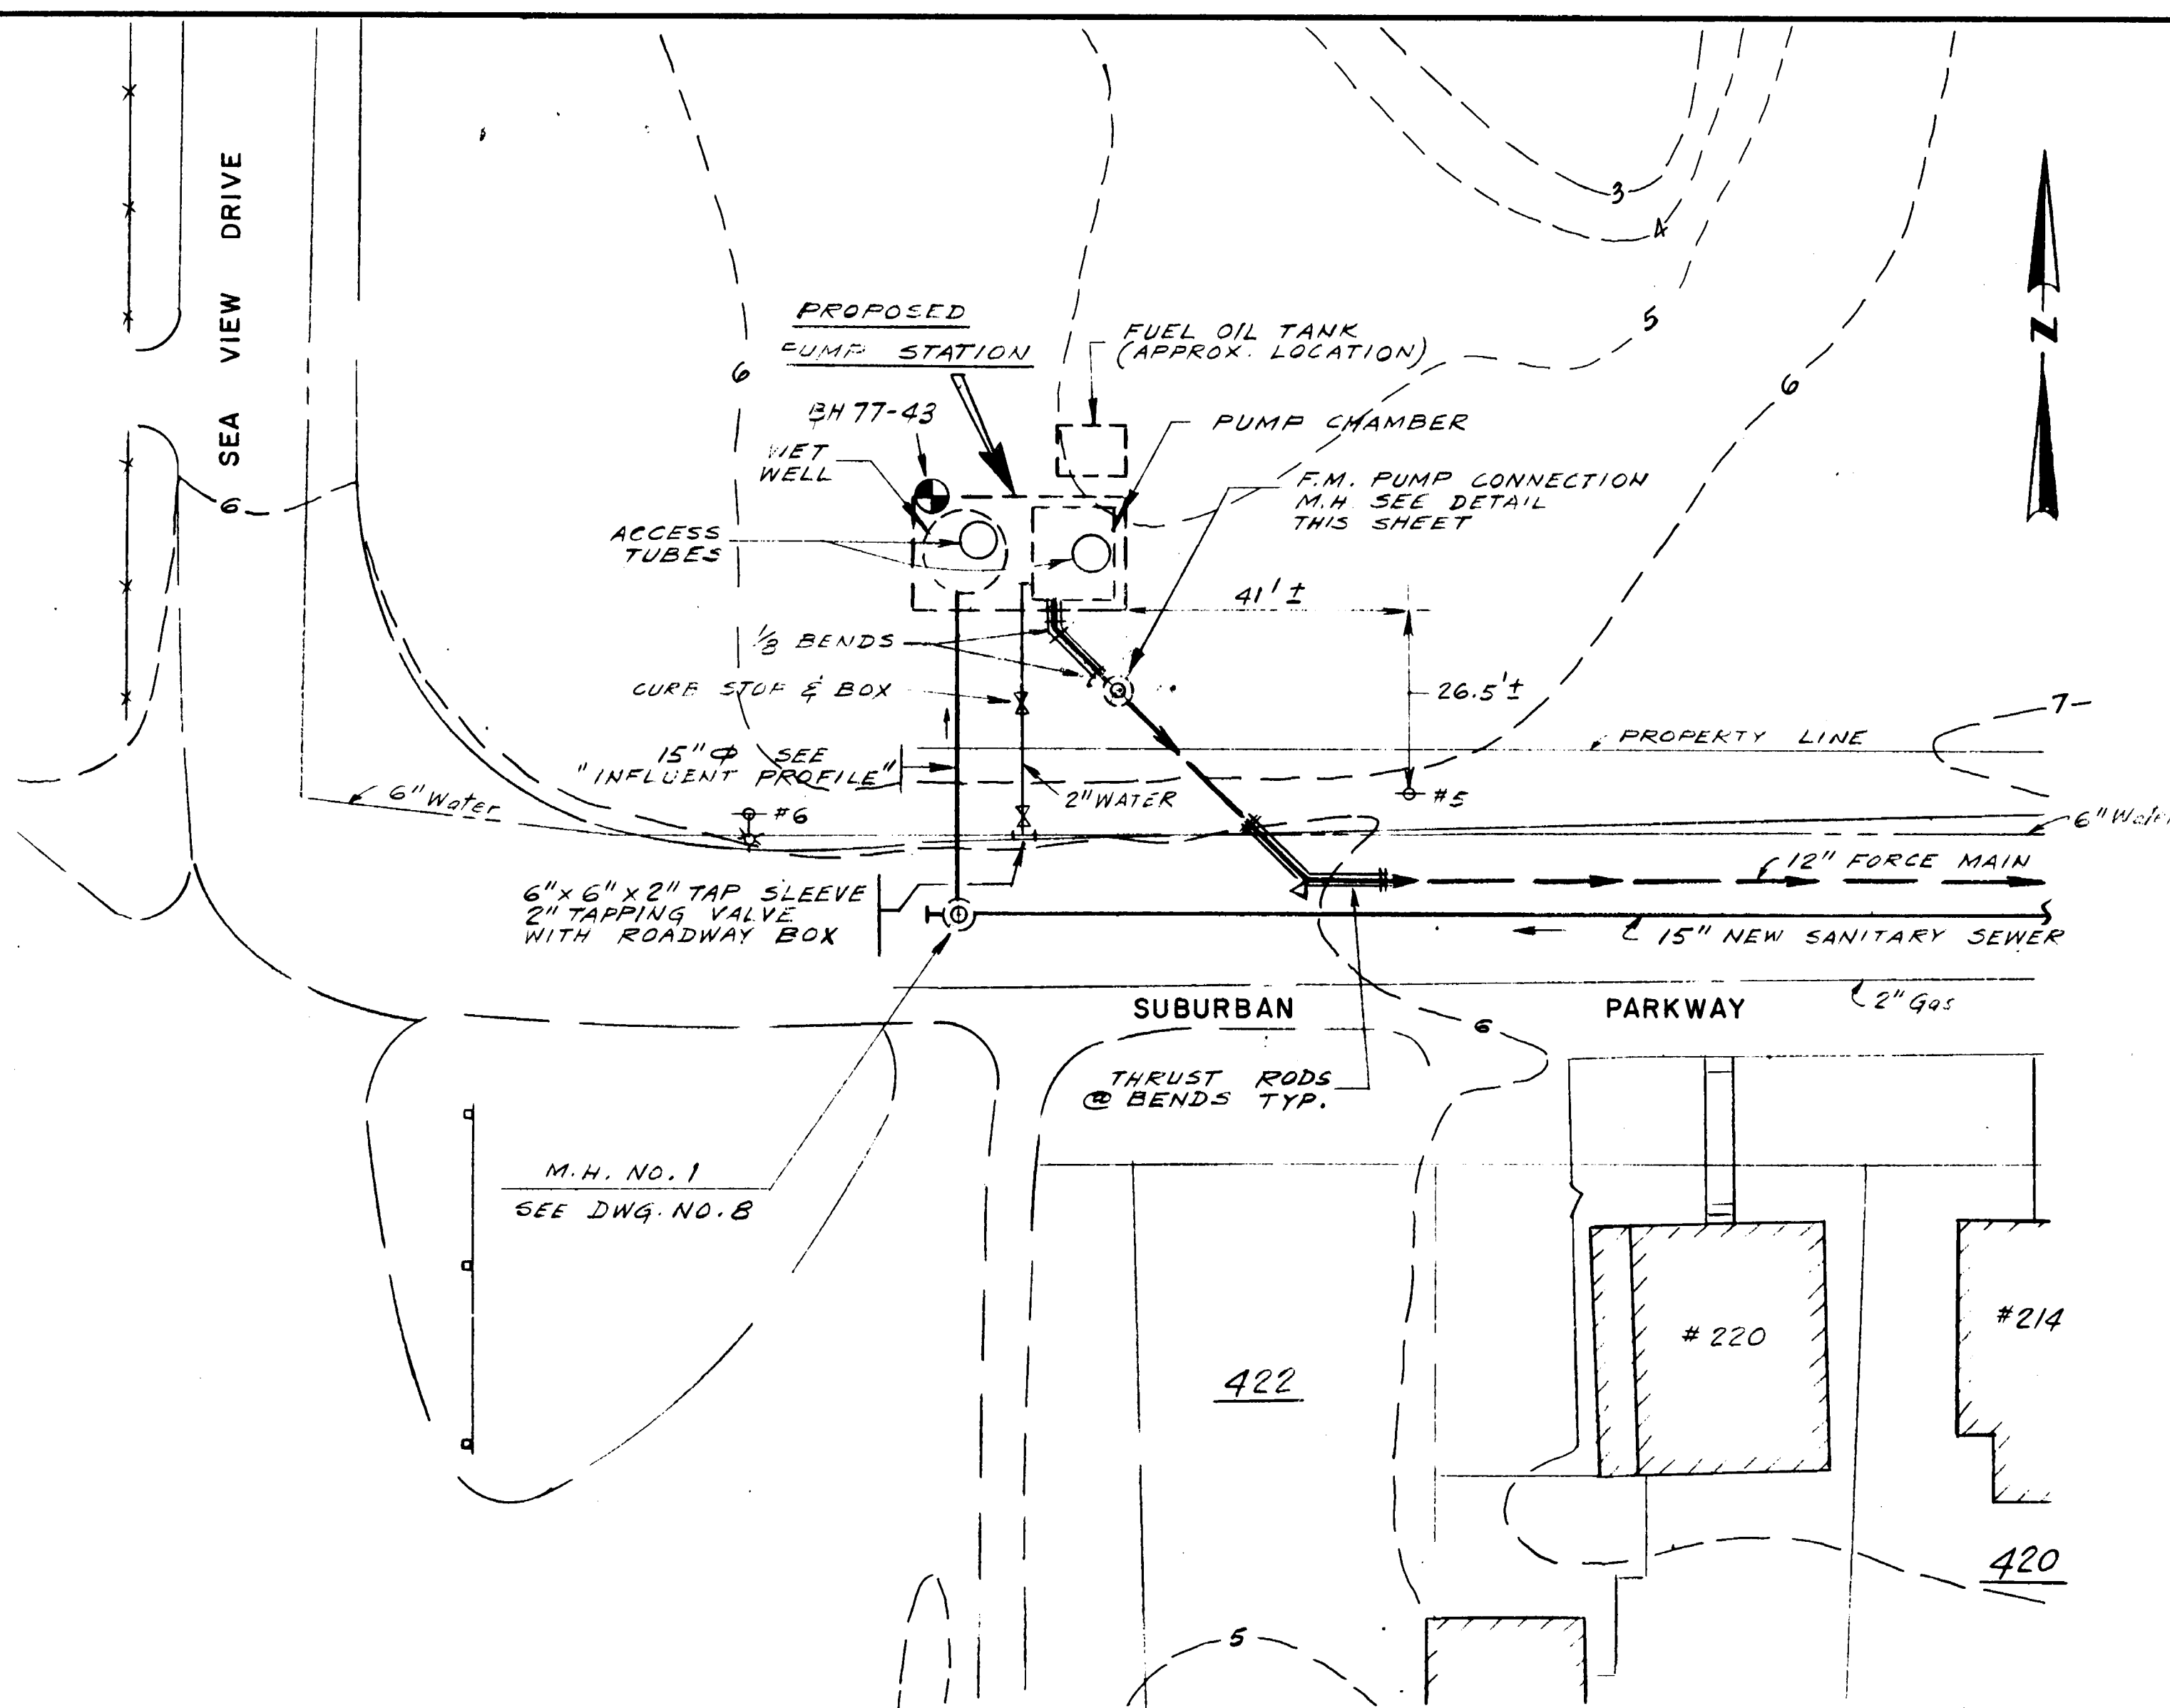 SEA VIEW DRIVE
6
3
4
5
6
6
7-
PROPOSED
PUMP STATION
FUEL OIL TANK
(APPROX. LOCATION)
BH 77-43
WET
WELL
PUMP CHAMBER
F.M. PUMP CONNECTION
M.H. SEE DETAIL
THIS SHEET
ACCESS
TUBES
41' ±
26.5'±
1/8 BENDS
CURB STOP & BOX
15" ⌀ SEE
"INFLUENT PROFILE"
2" WATER
PROPERTY LINE
#5
#6
6" Water
6" Water
6" x 6" x 2" TAP SLEEVE
2" TAPPING VALVE
WITH ROADWAY BOX
12" FORCE MAIN
15" NEW SANITARY SEWER
SUBURBAN PARKWAY
2" Gas
6
THRUST RODS
@ BENDS TYP.
M.H. NO. 1
SEE DWG. NO. 8
422
# 220
#214
420
5
N